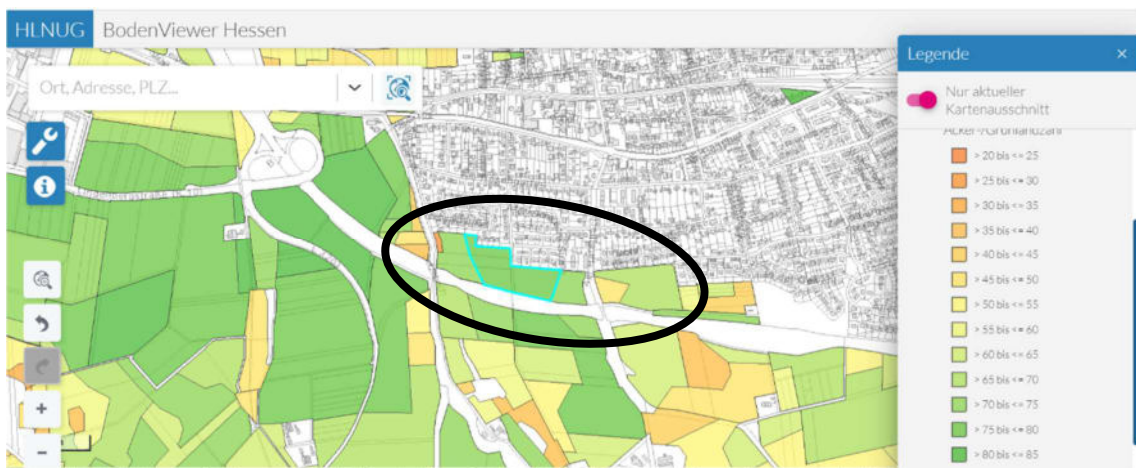 HLNUG BodenViewer Hessen
Ort, Adresse, PLZ...
Legende ×
Nur aktueller
Kartenausschnitt
Acker-/Grünlandzahl
> 20 bis <= 25
> 25 bis <= 30
> 30 bis <= 35
> 35 bis <= 40
> 40 bis <= 45
> 45 bis <= 50
> 50 bis <= 55
> 55 bis <= 60
> 60 bis <= 65
> 65 bis <= 70
> 70 bis <= 75
> 75 bis <= 80
> 80 bis <= 85